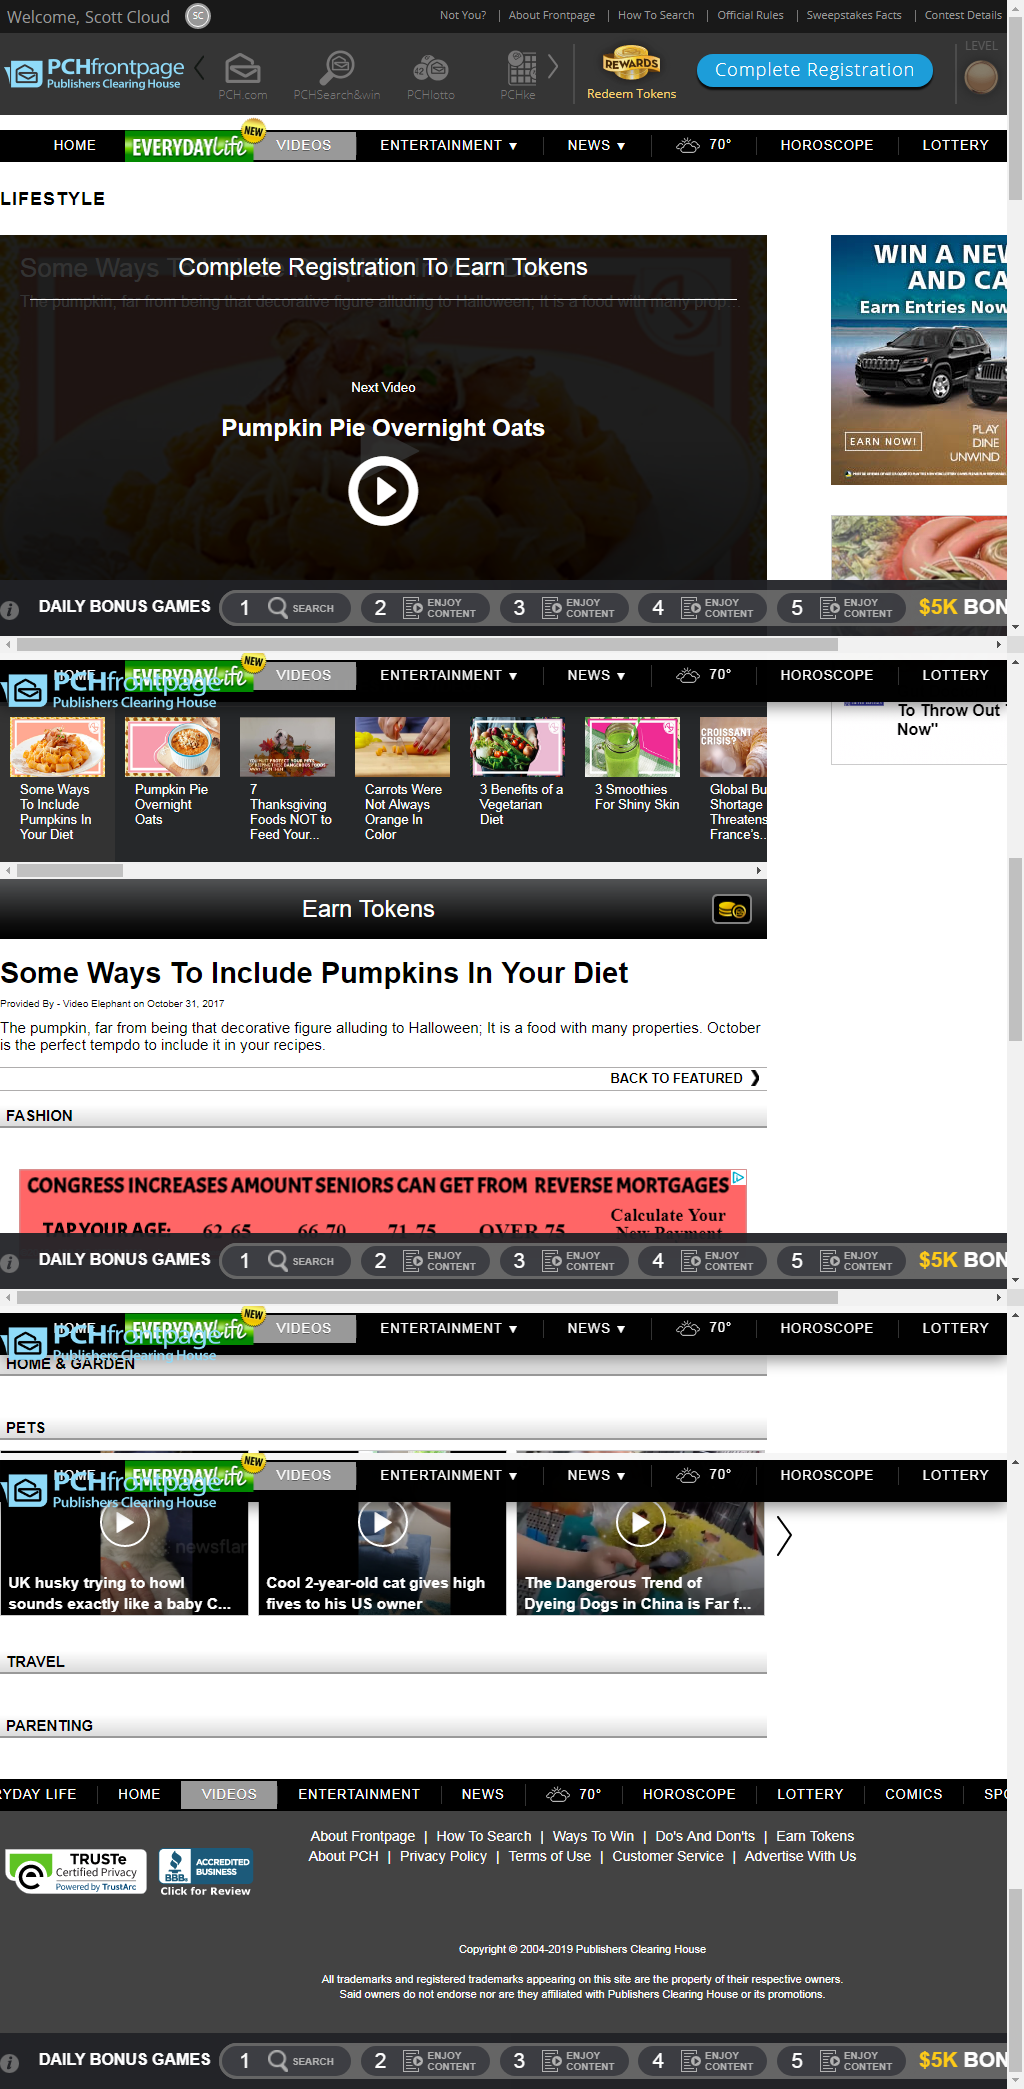 Welcome, Scott Cloud SC Not You? | About Frontpage | How To Search | Official Rules | Sweepstakes Facts | Contest Details
PCHfrontpage
Publishers Clearing House
PCH.com PCHSearch&win PCHlotto PCHke
REWARDS
Redeem Tokens
Complete Registration
LEVEL
HOME EVERYDAY Life NEW VIDEOS ENTERTAINMENT ▼ NEWS ▼ 70° HOROSCOPE LOTTERY
LIFESTYLE
Complete Registration To Earn Tokens
The pumpkin, far from being that decorative figure alluding to Halloween; It is a food with many prop...
Next Video
Pumpkin Pie Overnight Oats
WIN A NEW
AND CA
Earn Entries Now
EARN NOW!
PLAY
DINE
UNWIND
DAILY BONUS GAMES 1 SEARCH 2 ENJOY CONTENT 3 ENJOY CONTENT 4 ENJOY CONTENT 5 ENJOY CONTENT $5K BON
HOME EVERYDAY Life NEW VIDEOS ENTERTAINMENT ▼ NEWS ▼ 70° HOROSCOPE LOTTERY
PCHfrontpage
Publishers Clearing House
To Throw Out
Now"
CROISSANT
CRISIS?
Some Ways To Include Pumpkins In Your Diet
Pumpkin Pie Overnight Oats
7 Thanksgiving Foods NOT to Feed Your...
Carrots Were Not Always Orange In Color
3 Benefits of a Vegetarian Diet
3 Smoothies For Shiny Skin
Global Bu
Shortage
Threatens
France's..
Earn Tokens
Some Ways To Include Pumpkins In Your Diet
Provided By - Video Elephant on October 31, 2017
The pumpkin, far from being that decorative figure alluding to Halloween; It is a food with many properties. October
is the perfect tempdo to include it in your recipes.
BACK TO FEATURED
FASHION
CONGRESS INCREASES AMOUNT SENIORS CAN GET FROM REVERSE MORTGAGES
TAP YOUR AGE: 62-65 66-70 71-75 OVER 75 Calculate Your
New Payment
DAILY BONUS GAMES 1 SEARCH 2 ENJOY CONTENT 3 ENJOY CONTENT 4 ENJOY CONTENT 5 ENJOY CONTENT $5K BON
HOME EVERYDAY Life NEW VIDEOS ENTERTAINMENT ▼ NEWS ▼ 70° HOROSCOPE LOTTERY
PCHfrontpage
Publishers Clearing House
HOME & GARDEN
PETS
HOME EVERYDAY Life NEW VIDEOS ENTERTAINMENT ▼ NEWS ▼ 70° HOROSCOPE LOTTERY
PCHfrontpage
Publishers Clearing House
newsflar
UK husky trying to howl
sounds exactly like a baby C...
Cool 2-year-old cat gives high
fives to his US owner
The Dangerous Trend of
Dyeing Dogs in China is Far f...
TRAVEL
PARENTING
RYDAY LIFE HOME VIDEOS ENTERTAINMENT NEWS 70° HOROSCOPE LOTTERY COMICS SPO
About Frontpage | How To Search | Ways To Win | Do's And Don'ts | Earn Tokens
About PCH | Privacy Policy | Terms of Use | Customer Service | Advertise With Us
TRUSTe
Certified Privacy
Powered by TrustArc
BBB. ACCREDITED
BUSINESS
Click for Review
Copyright © 2004-2019 Publishers Clearing House
All trademarks and registered trademarks appearing on this site are the property of their respective owners.
Said owners do not endorse nor are they affiliated with Publishers Clearing House or its promotions.
DAILY BONUS GAMES 1 SEARCH 2 ENJOY CONTENT 3 ENJOY CONTENT 4 ENJOY CONTENT 5 ENJOY CONTENT $5K BON